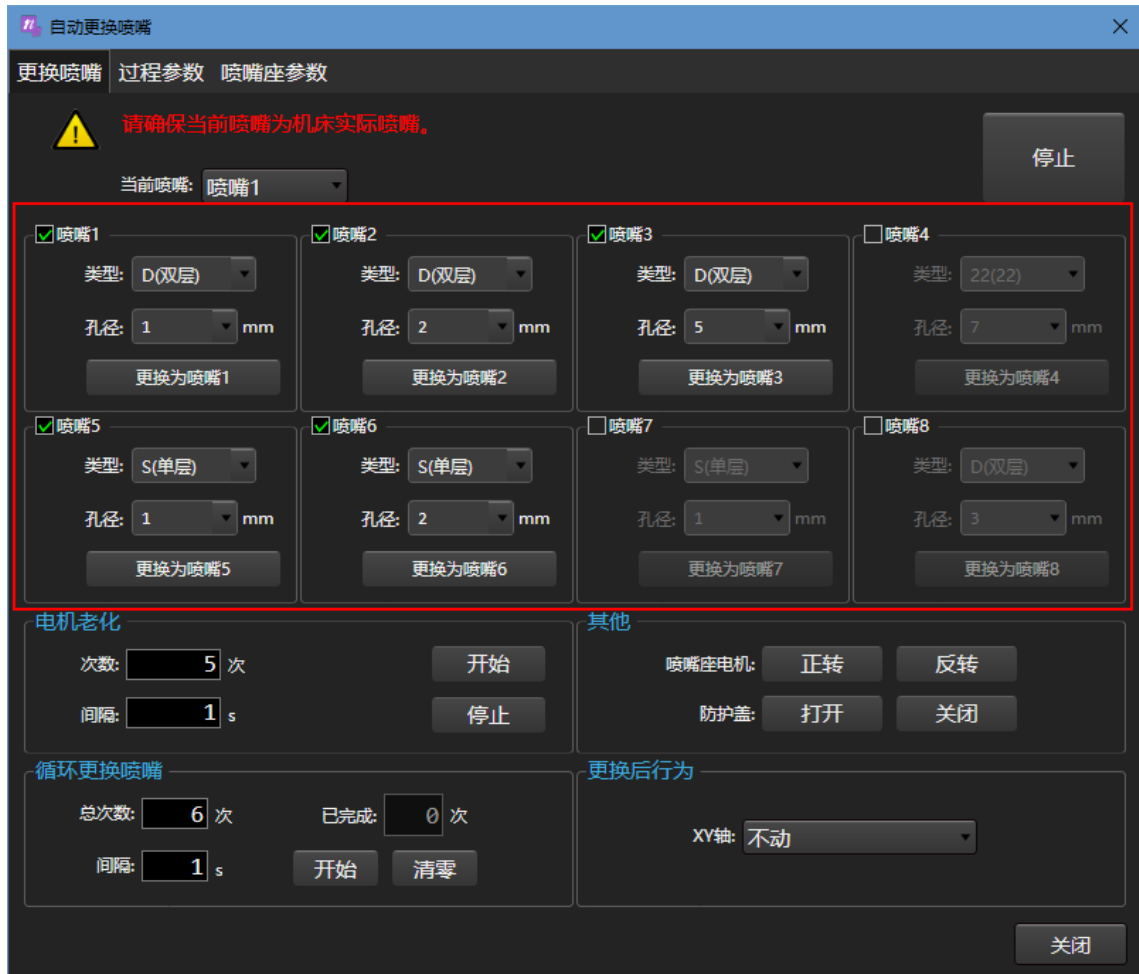 自动更换喷嘴
更换喷嘴 过程参数 喷嘴座参数
请确保当前喷嘴为机床实际喷嘴。
停止
当前喷嘴: 喷嘴1
喷嘴1 喷嘴2 喷嘴3 喷嘴4
类型: D(双层) 类型: D(双层) 类型: D(双层) 类型: 22(22)
孔径: 1 mm 孔径: 2 mm 孔径: 5 mm 孔径: 7 mm
更换为喷嘴1 更换为喷嘴2 更换为喷嘴3 更换为喷嘴4
喷嘴5 喷嘴6 喷嘴7 喷嘴8
类型: S(单层) 类型: S(单层) 类型: S(单层) 类型: D(双层)
孔径: 1 mm 孔径: 2 mm 孔径: 1 mm 孔径: 3 mm
更换为喷嘴5 更换为喷嘴6 更换为喷嘴7 更换为喷嘴8
电机老化 其他
次数: 5 次 开始 喷嘴座电机: 正转 反转
间隔: 1 s 停止 防护盖: 打开 关闭
循环更换喷嘴 更换后行为
总次数: 6 次 已完成: 0 次 XY轴: 不动
间隔: 1 s 开始 清零
关闭